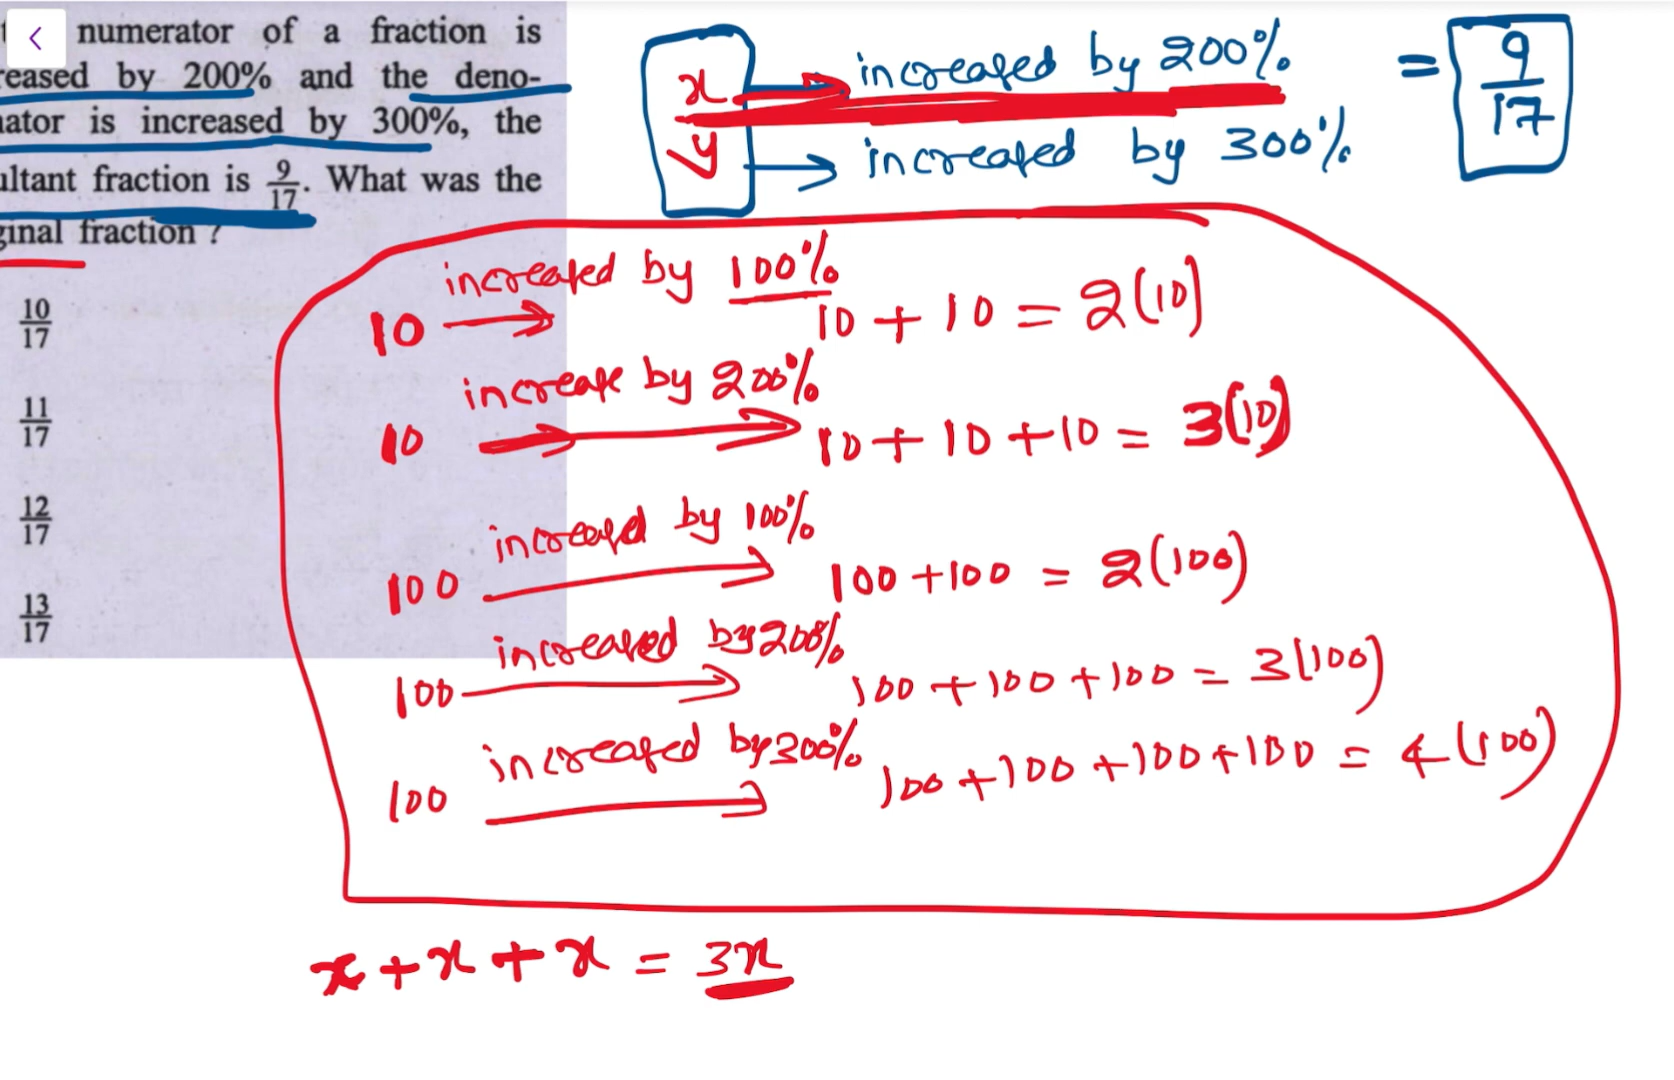 numerator of a fraction is
reased by 200% and the deno-
nator is increased by 300%, the
ultant fraction is 9/17. What was the
ginal fraction ?
10/17
11/17
12/17
13/17
x → increased by 200%
y → increased by 300%
= 9/17
increased by 100%
10 → 10 + 10 = 2(10)
increase by 200%
10 → 10 + 10 + 10 = 3(10)
increased by 100%
100 → 100 + 100 = 2(100)
increased by 200%
100 → 100 + 100 + 100 = 3(100)
increased by 300%
100 → 100 + 100 + 100 + 100 = 4(100)
x + x + x = 3x